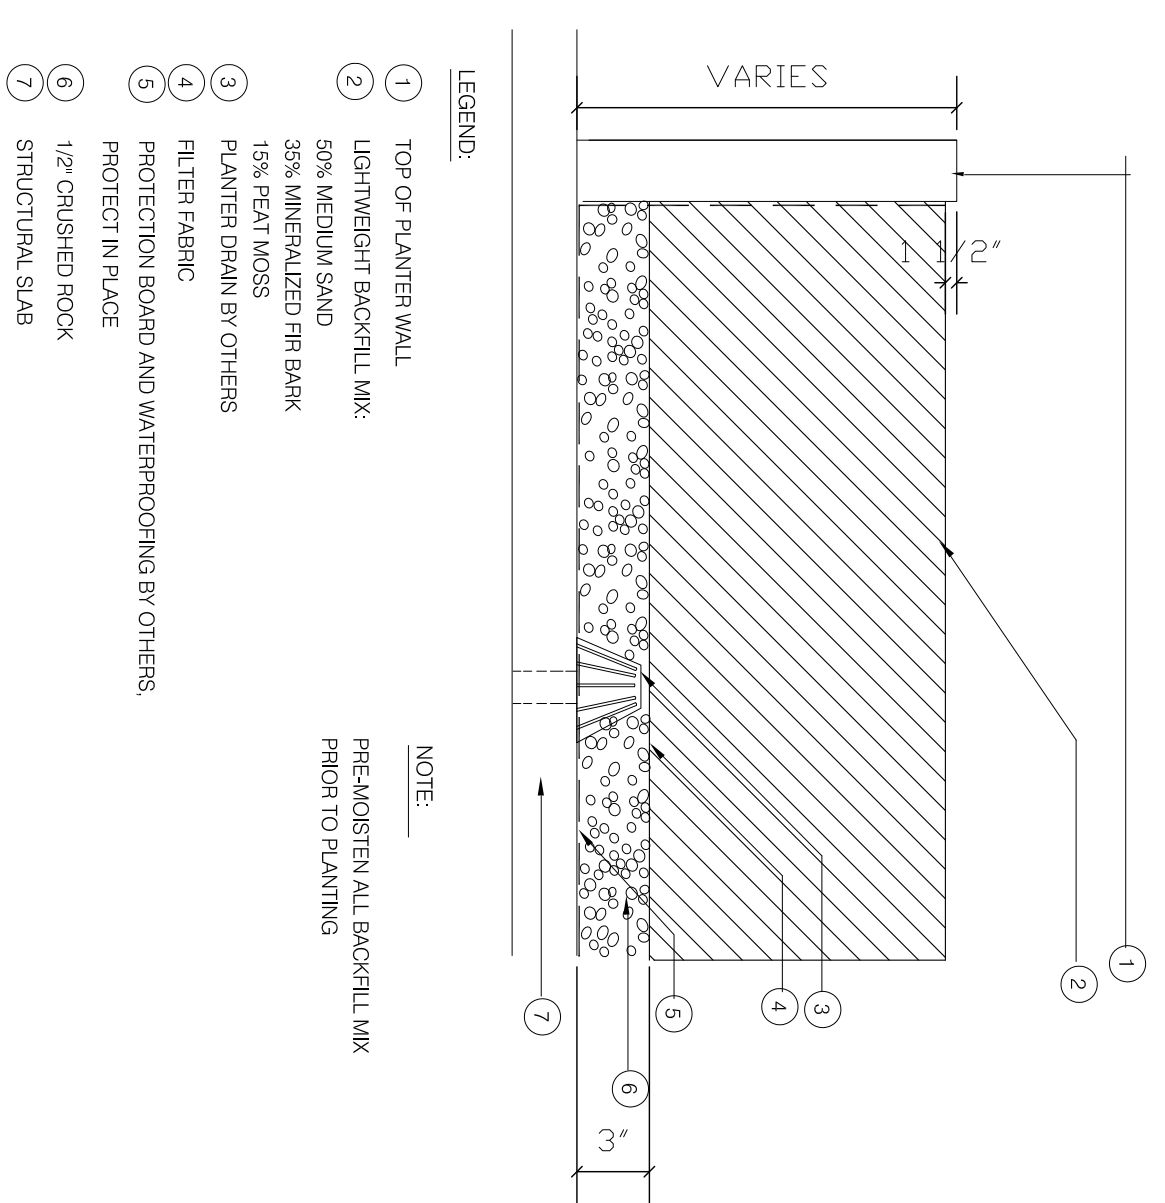 VARIES
1 1/2"
1
2
3
4
5
6
7
3"
LEGEND:
1 TOP OF PLANTER WALL
2 LIGHTWEIGHT BACKFILL MIX:
50% MEDIUM SAND
35% MINERALIZED FIR BARK
15% PEAT MOSS
3 PLANTER DRAIN BY OTHERS
4 FILTER FABRIC
5 PROTECTION BOARD AND WATERPROOFING BY OTHERS,
PROTECT IN PLACE
6 1/2" CRUSHED ROCK
7 STRUCTURAL SLAB
NOTE:
PRE-MOISTEN ALL BACKFILL MIX
PRIOR TO PLANTING